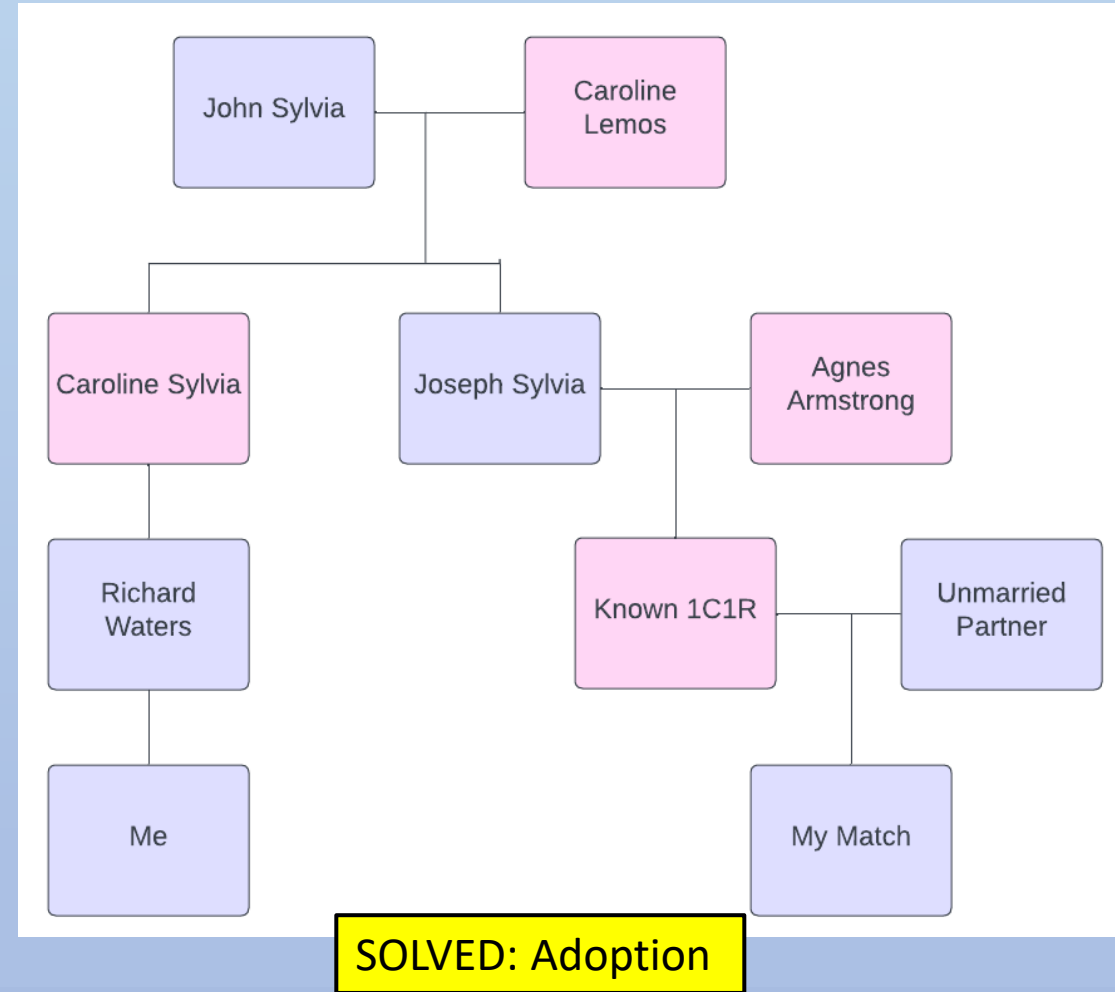 John Sylvia
Caroline
Lemos
Caroline Sylvia
Joseph Sylvia
Agnes
Armstrong
Richard
Waters
Known 1C1R
Unmarried
Partner
Me
My Match
SOLVED: Adoption